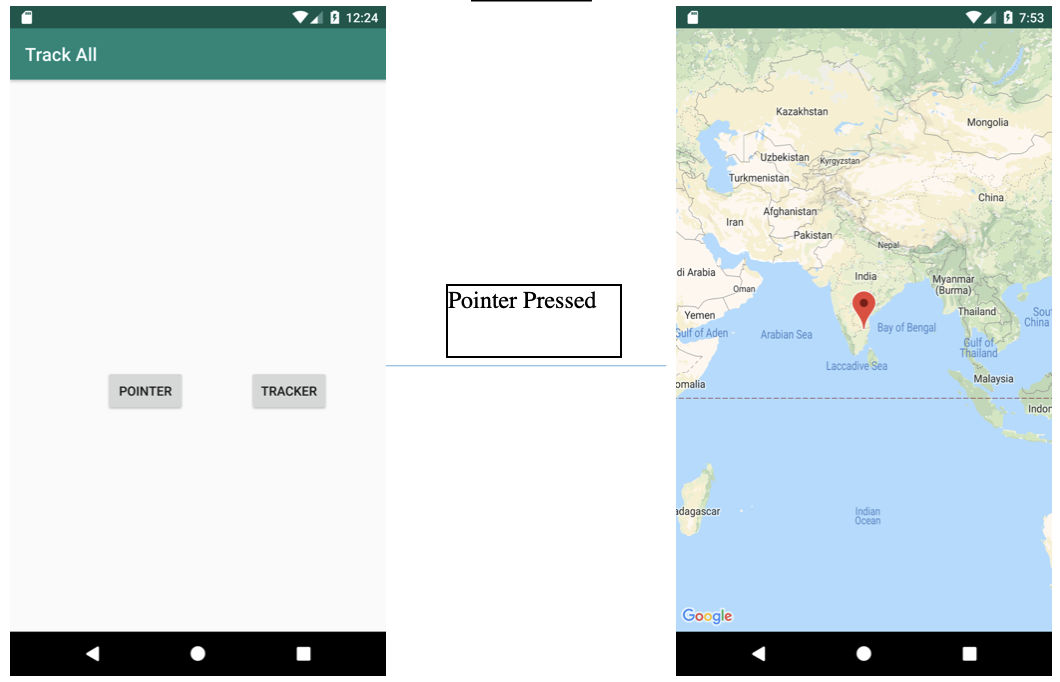 12:24
Track All
POINTER
TRACKER
Pointer Pressed
7:53
Kazakhstan
Mongolia
Uzbekistan
Kyrgyzstan
Turkmenistan
China
Afghanistan
Iran
Pakistan
Nepal
di Arabia
India
Myanmar
(Burma)
Oman
Yemen
Thailand
Sout
China
Gulf of Aden
Arabian Sea
Bay of Bengal
Gulf of
Thailand
Laccadive Sea
Malaysia
omalia
Indor
adagascar
Indian
Ocean
Google